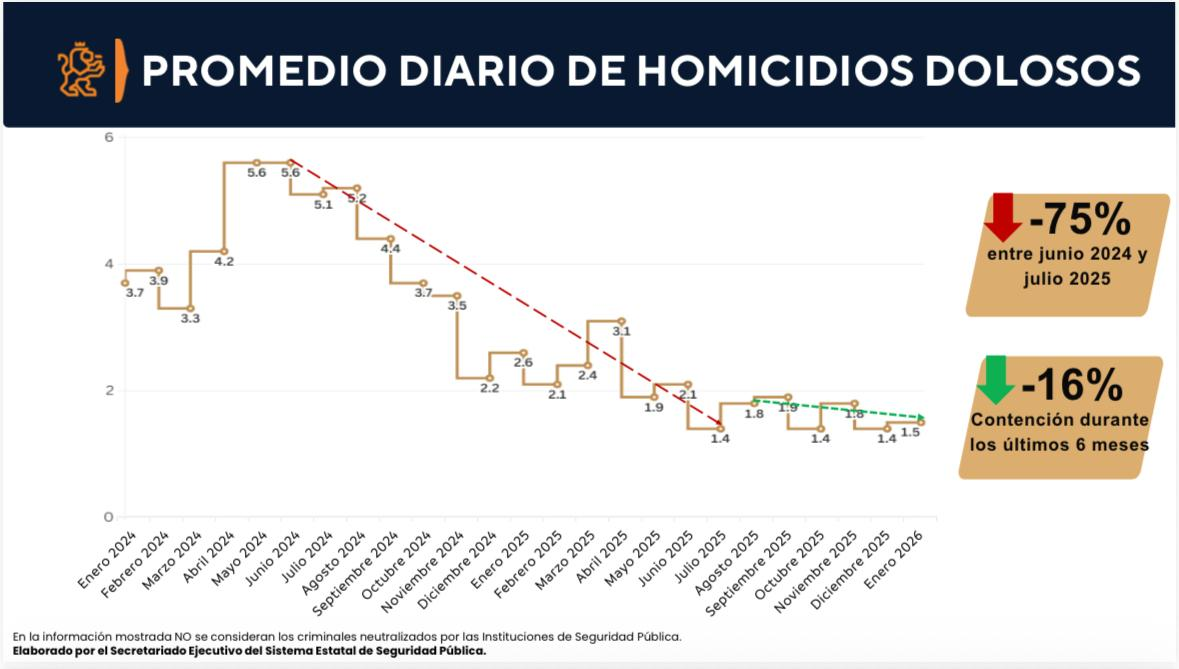 PROMEDIO DIARIO DE HOMICIDIOS DOLOSOS
6
4
2
0
3.7
3.9
3.3
4.2
5.6
5.6
5.1
5.2
4.4
3.7
3.5
2.2
2.6
2.1
2.4
3.1
1.9
2.1
1.4
1.8
1.9
1.4
1.8
1.4
1.5
Enero 2024
Febrero 2024
Marzo 2024
Abril 2024
Mayo 2024
Junio 2024
Julio 2024
Agosto 2024
Septiembre 2024
Octubre 2024
Noviembre 2024
Diciembre 2024
Enero 2025
Febrero 2025
Marzo 2025
Abril 2025
Mayo 2025
Junio 2025
Julio 2025
Agosto 2025
Septiembre 2025
Octubre 2025
Noviembre 2025
Diciembre 2025
Enero 2026
-75%
entre junio 2024 y
julio 2025
-16%
Contención durante
los últimos 6 meses
En la información mostrada NO se consideran los criminales neutralizados por las Instituciones de Seguridad Pública.
Elaborado por el Secretariado Ejecutivo del Sistema Estatal de Seguridad Pública.